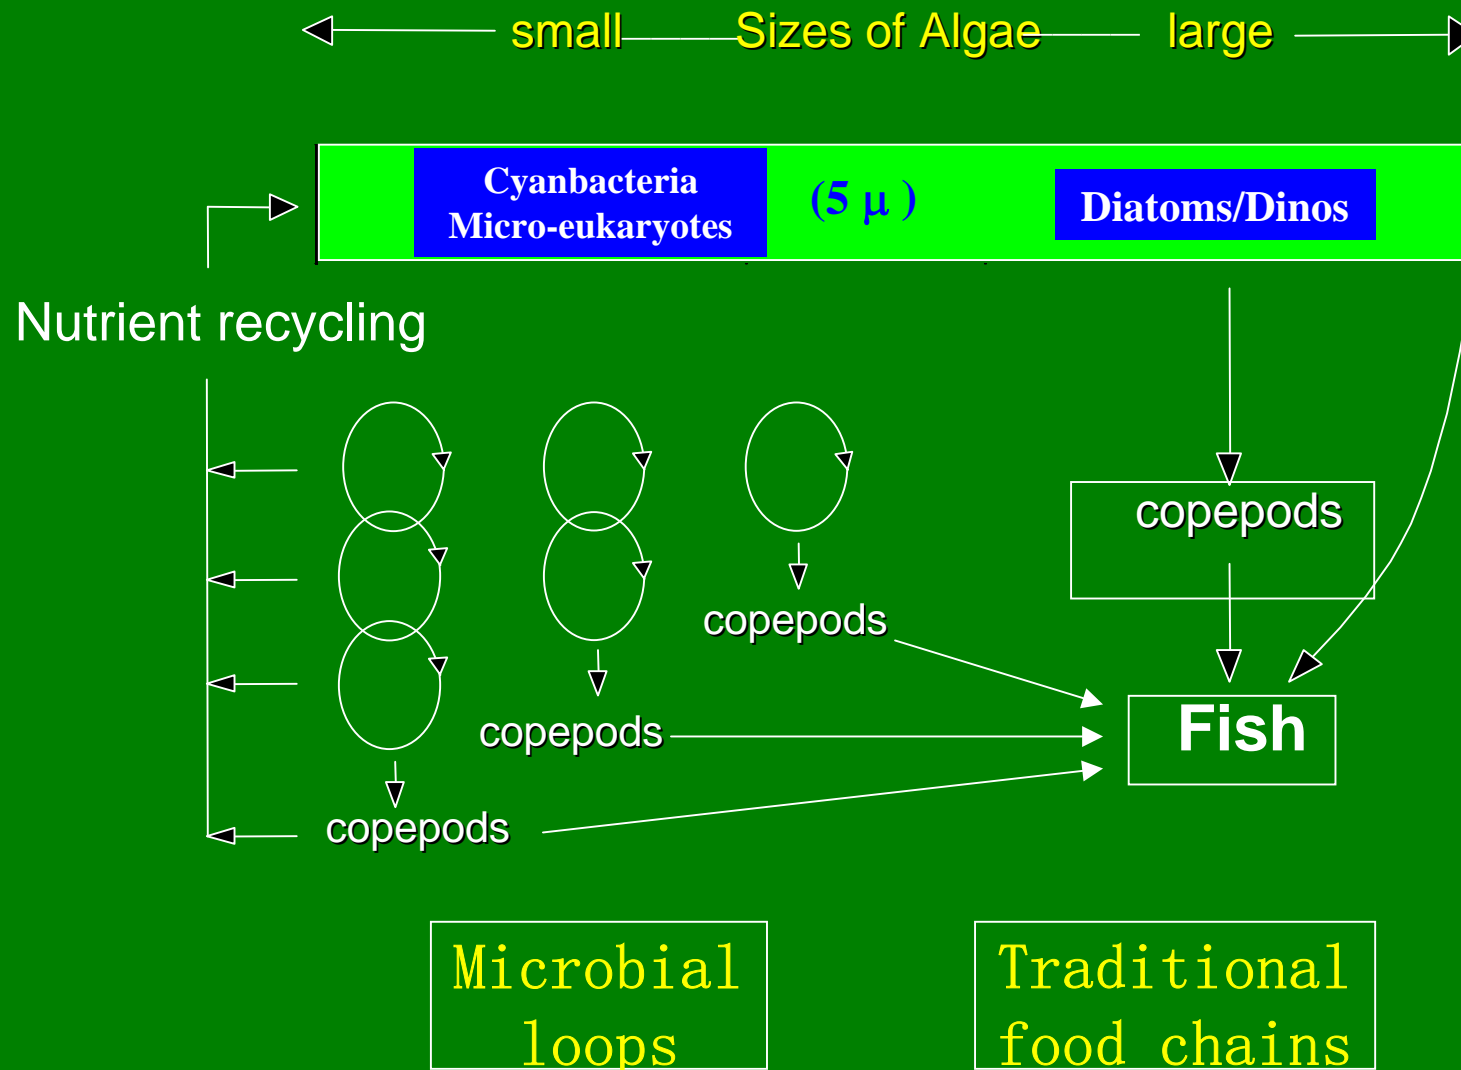 small Sizes of Algae large
Cyanbacteria
Micro-eukaryotes
(5 μ )
Diatoms/Dinos
Nutrient recycling
copepods
copepods
copepods
Fish
copepods
Microbial
loops
Traditional
food chains